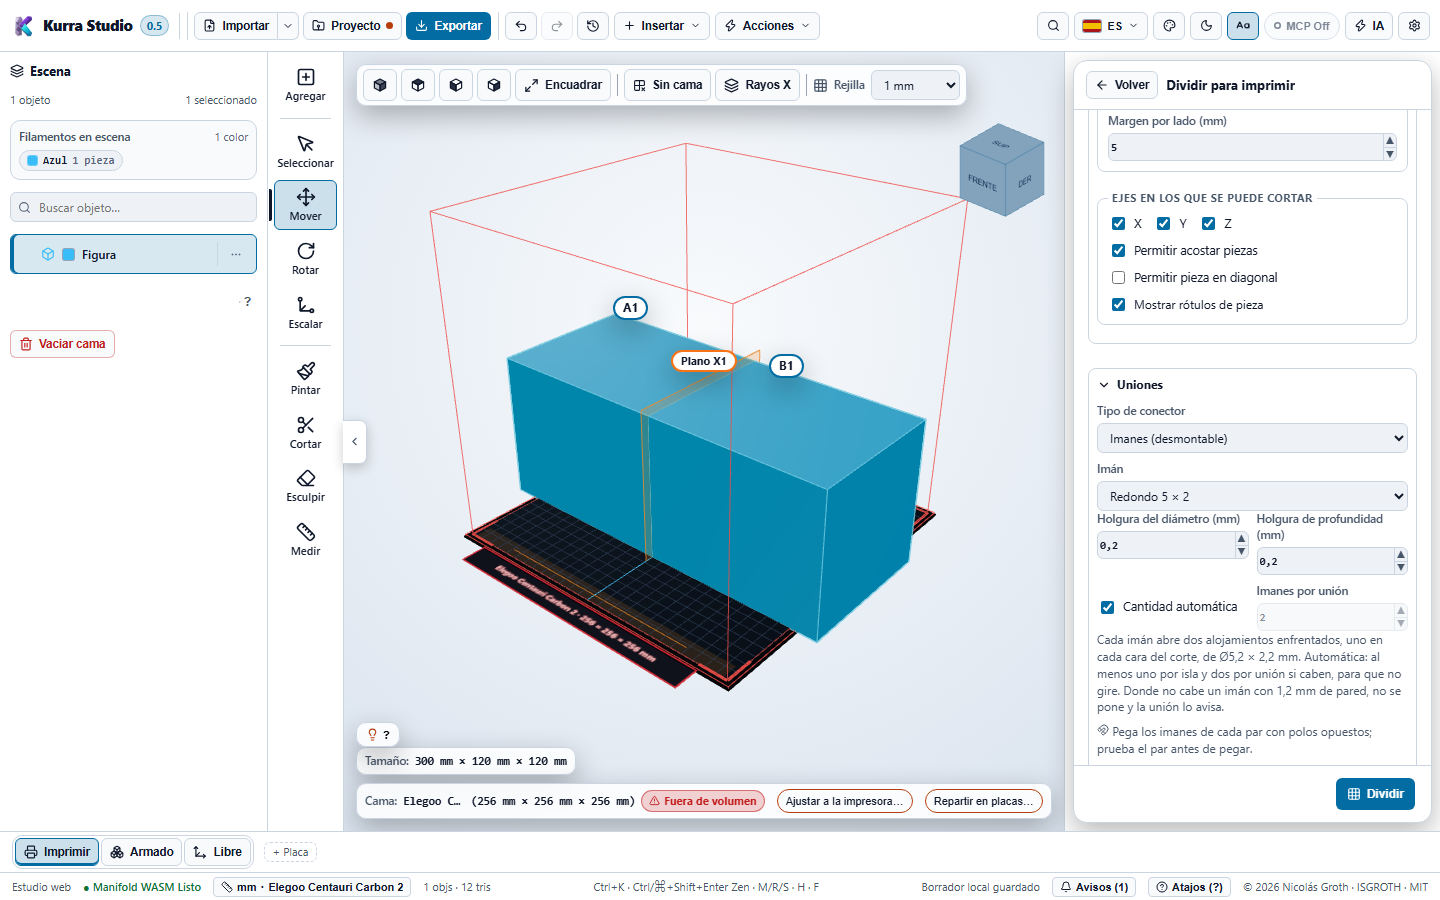 Kurra Studio 0.5
Importar
Proyecto
Exportar
Insertar
Acciones
ES
MCP Off
IA
Escena
1 objeto
1 seleccionado
Filamentos en escena
1 color
Azul 1 pieza
Buscar objeto...
Figura
?
Vaciar cama
Agregar
Seleccionar
Mover
Rotar
Escalar
Pintar
Cortar
Esculpir
Medir
Encuadrar
Sin cama
Rayos X
Rejilla
1 mm
SUP
FRENTE
DER
A1
Plano X1
B1
Elegoo Centauri Carbon 2 - 256 × 256 × 256 mm
?
Tamaño: 300 mm × 120 mm × 120 mm
Cama: Elegoo C… (256 mm × 256 mm × 256 mm)
Fuera de volumen
Ajustar a la impresora…
Repartir en placas…
Volver
Dividir para imprimir
Margen por lado (mm)
5
EJES EN LOS QUE SE PUEDE CORTAR
X
Y
Z
Permitir acostar piezas
Permitir pieza en diagonal
Mostrar rótulos de pieza
Uniones
Tipo de conector
Imanes (desmontable)
Imán
Redondo 5 × 2
Holgura del diámetro (mm)
0,2
Holgura de profundidad (mm)
0,2
Cantidad automática
Imanes por unión
2
Cada imán abre dos alojamientos enfrentados, uno en
cada cara del corte, de Ø5,2 × 2,2 mm. Automática: al
menos uno por isla y dos por unión si caben, para que no
gire. Donde no cabe un imán con 1,2 mm de pared, no se
pone y la unión lo avisa.
Pega los imanes de cada par con polos opuestos;
prueba el par antes de pegar.
Dividir
Imprimir
Armado
Libre
+ Placa
Estudio web
Manifold WASM Listo
mm · Elegoo Centauri Carbon 2
1 objs · 12 tris
Ctrl+K · Ctrl/⌘+Shift+Enter Zen · M/R/S · H · F
Borrador local guardado
Avisos (1)
Atajos (?)
© 2026 Nicolás Groth · ISGROTH · MIT